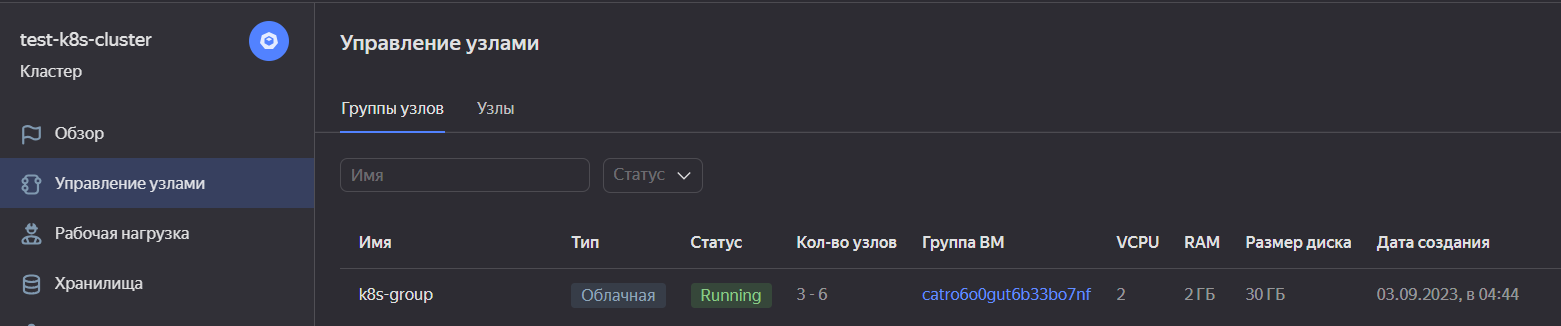 test-k8s-cluster
Кластер
Обзор
Управление узлами
Рабочая нагрузка
Хранилища
Управление узлами
Группы узлов Узлы
Имя Статус
Имя Тип Статус Кол-во узлов Группа ВМ VCPU RAM Размер диска Дата создания
k8s-group Облачная Running 3 - 6 catro6o0gut6b33bo7nf 2 2 ГБ 30 ГБ 03.09.2023, в 04:44